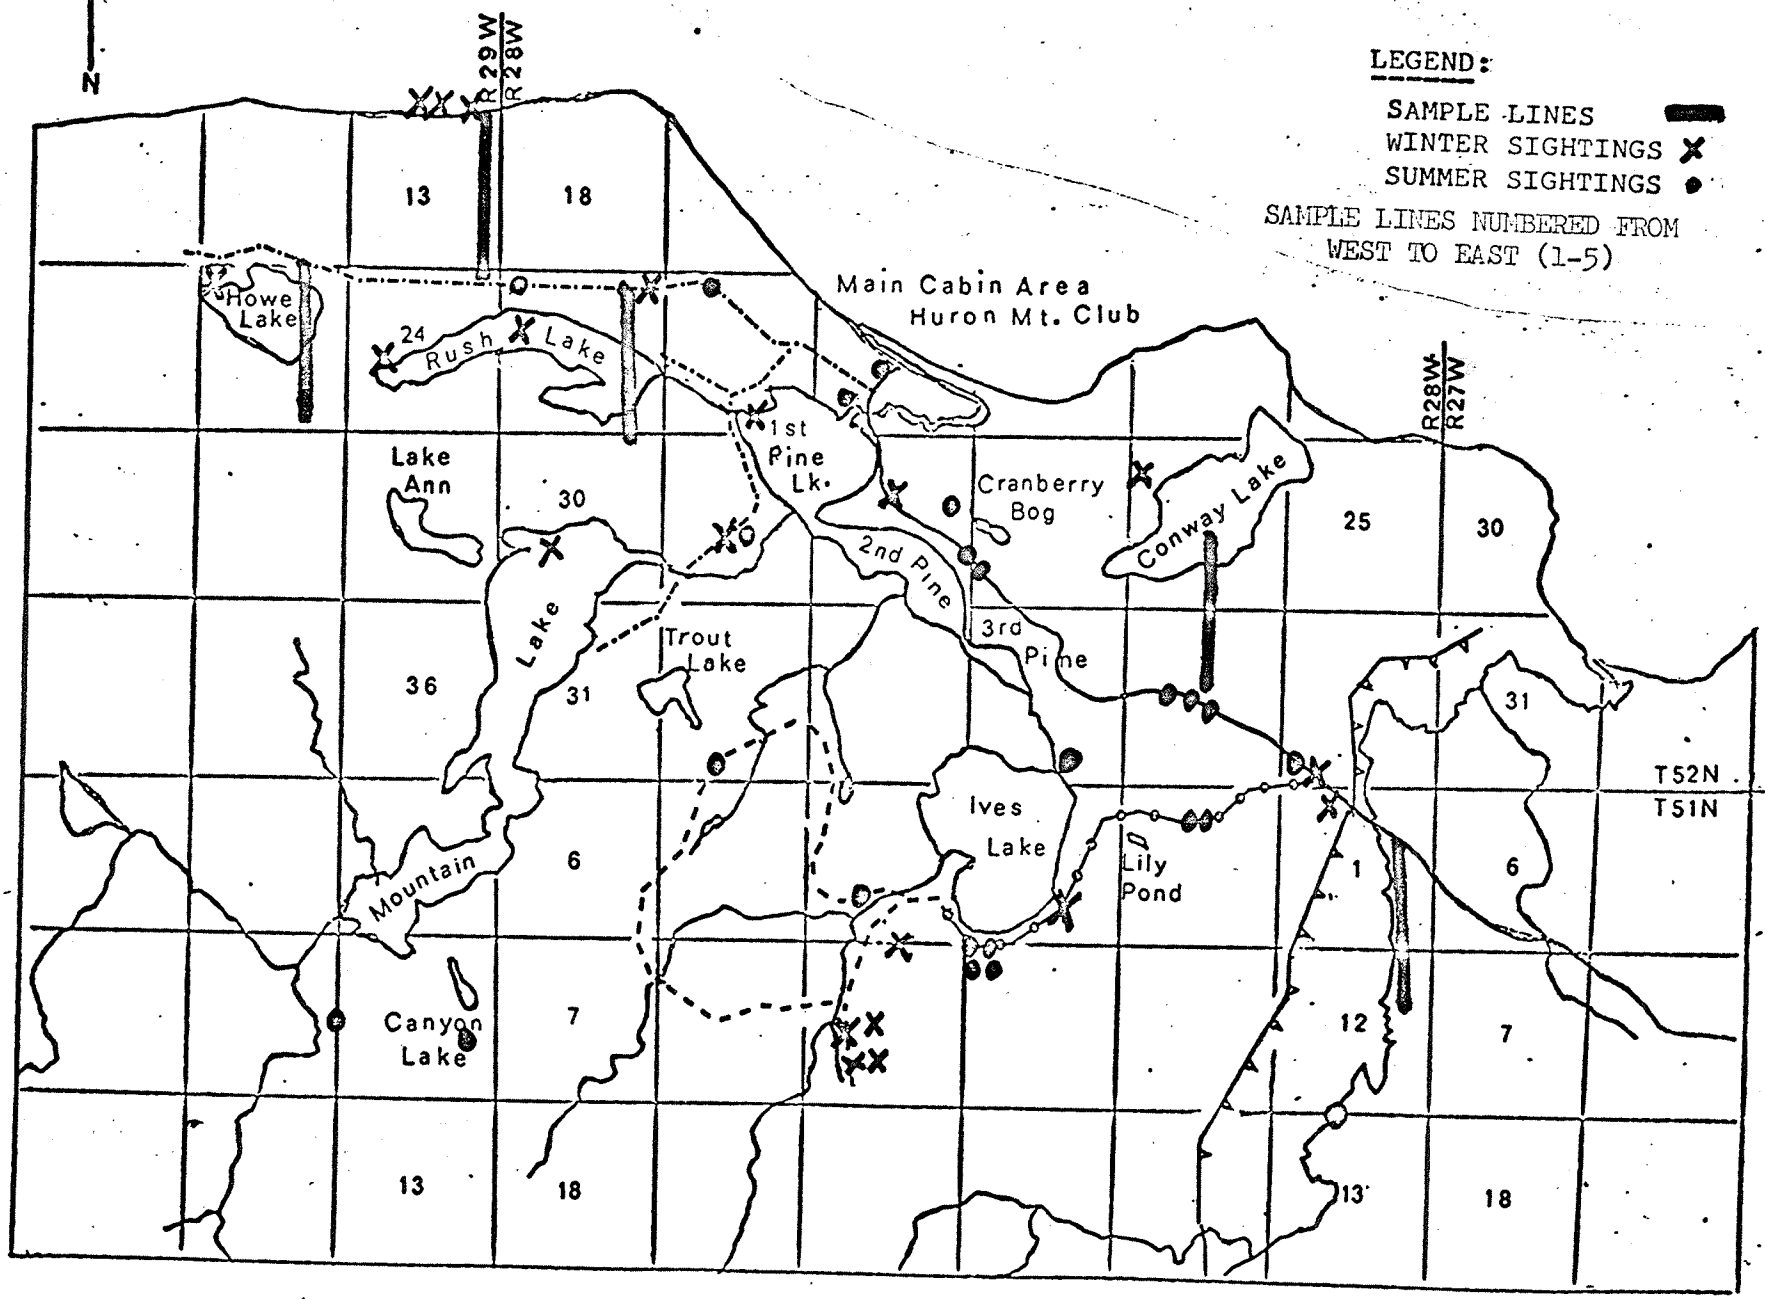 N
R 29W
R 28W
LEGEND:
SAMPLE LINES
WINTER SIGHTINGS
SUMMER SIGHTINGS
SAMPLE LINES NUMBERED FROM
WEST TO EAST (1-5)
13
18
Main Cabin Area
Huron Mt. Club
Howe
Lake
24
Rush Lake
R28W
R27W
1st
Pine
Lk.
Lake
Ann
30
Cranberry
Bog
Conway Lake
25
30
2nd Pine
3rd
Pine
Lake
Trout
Lake
36
31
31
T52N
T51N
Ives
Lake
Mountain
6
Lily
Pond
1
6
Canyon
Lake
7
12
7
13
18
13
18